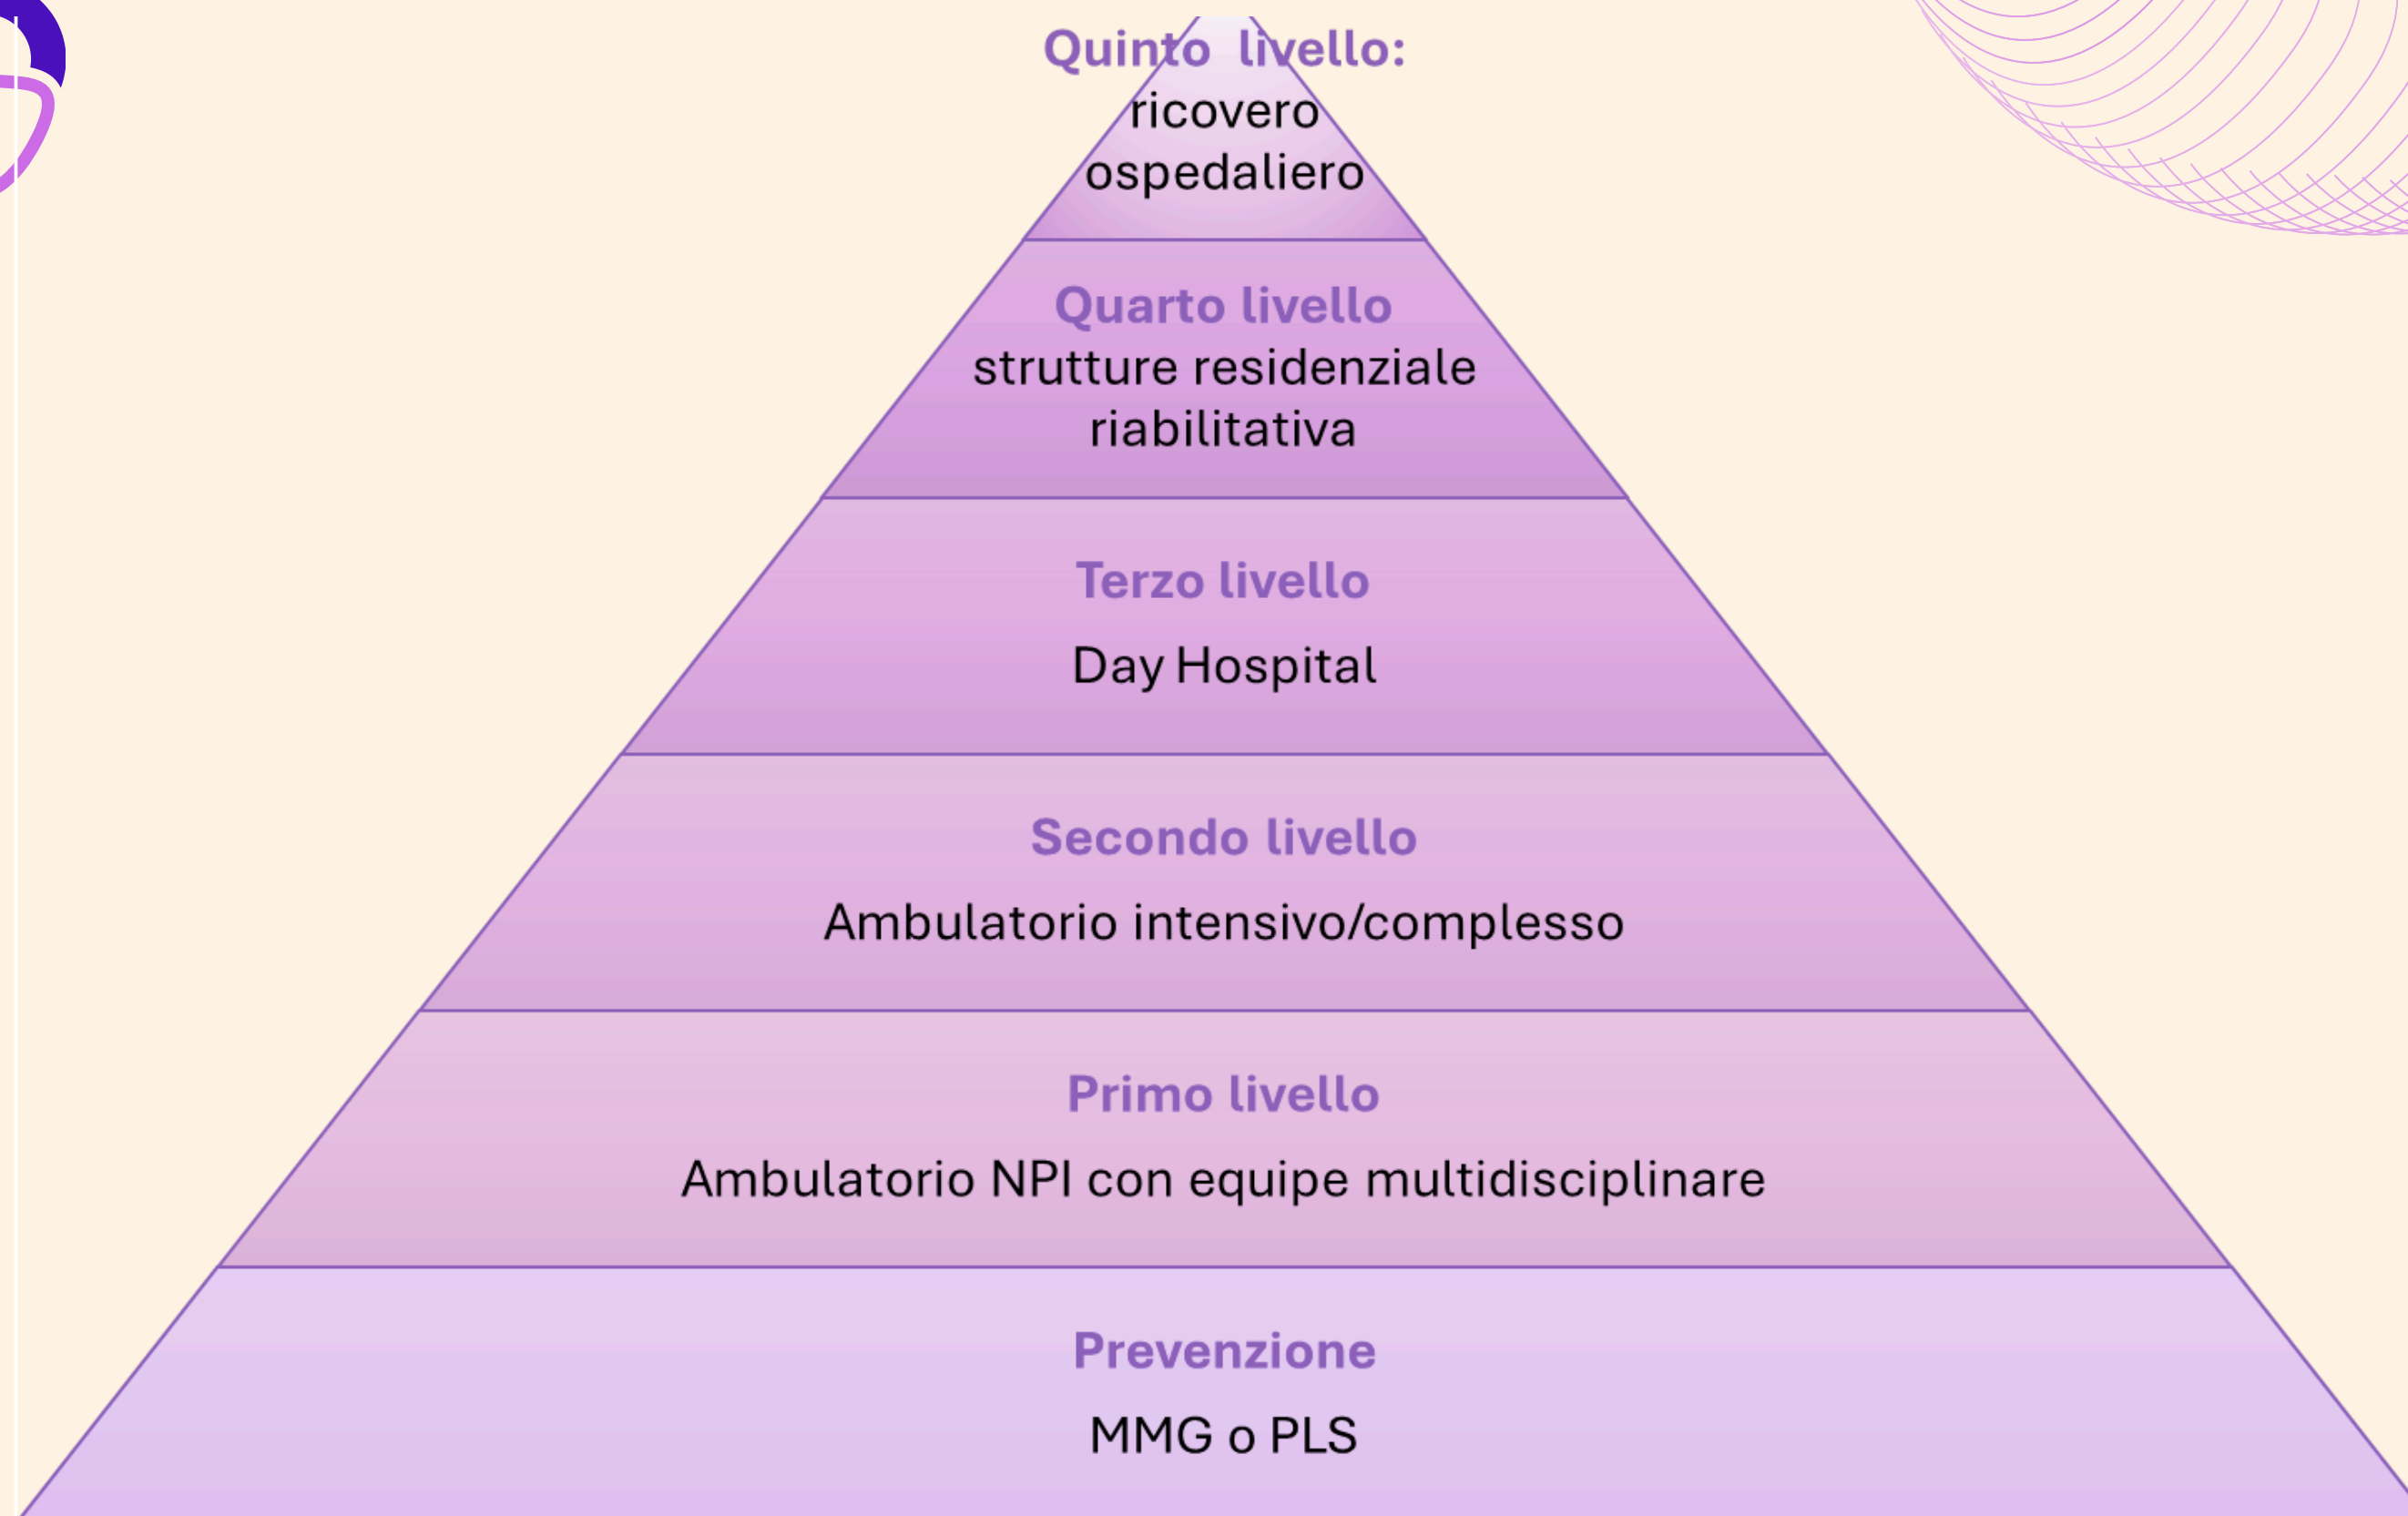 Quinto livello:
ricovero
ospedaliero
Quarto livello
strutture residenziale
riabilitativa
Terzo livello
Day Hospital
Secondo livello
Ambulatorio intensivo/complesso
Primo livello
Ambulatorio NPI con equipe multidisciplinare
Prevenzione
MMG o PLS